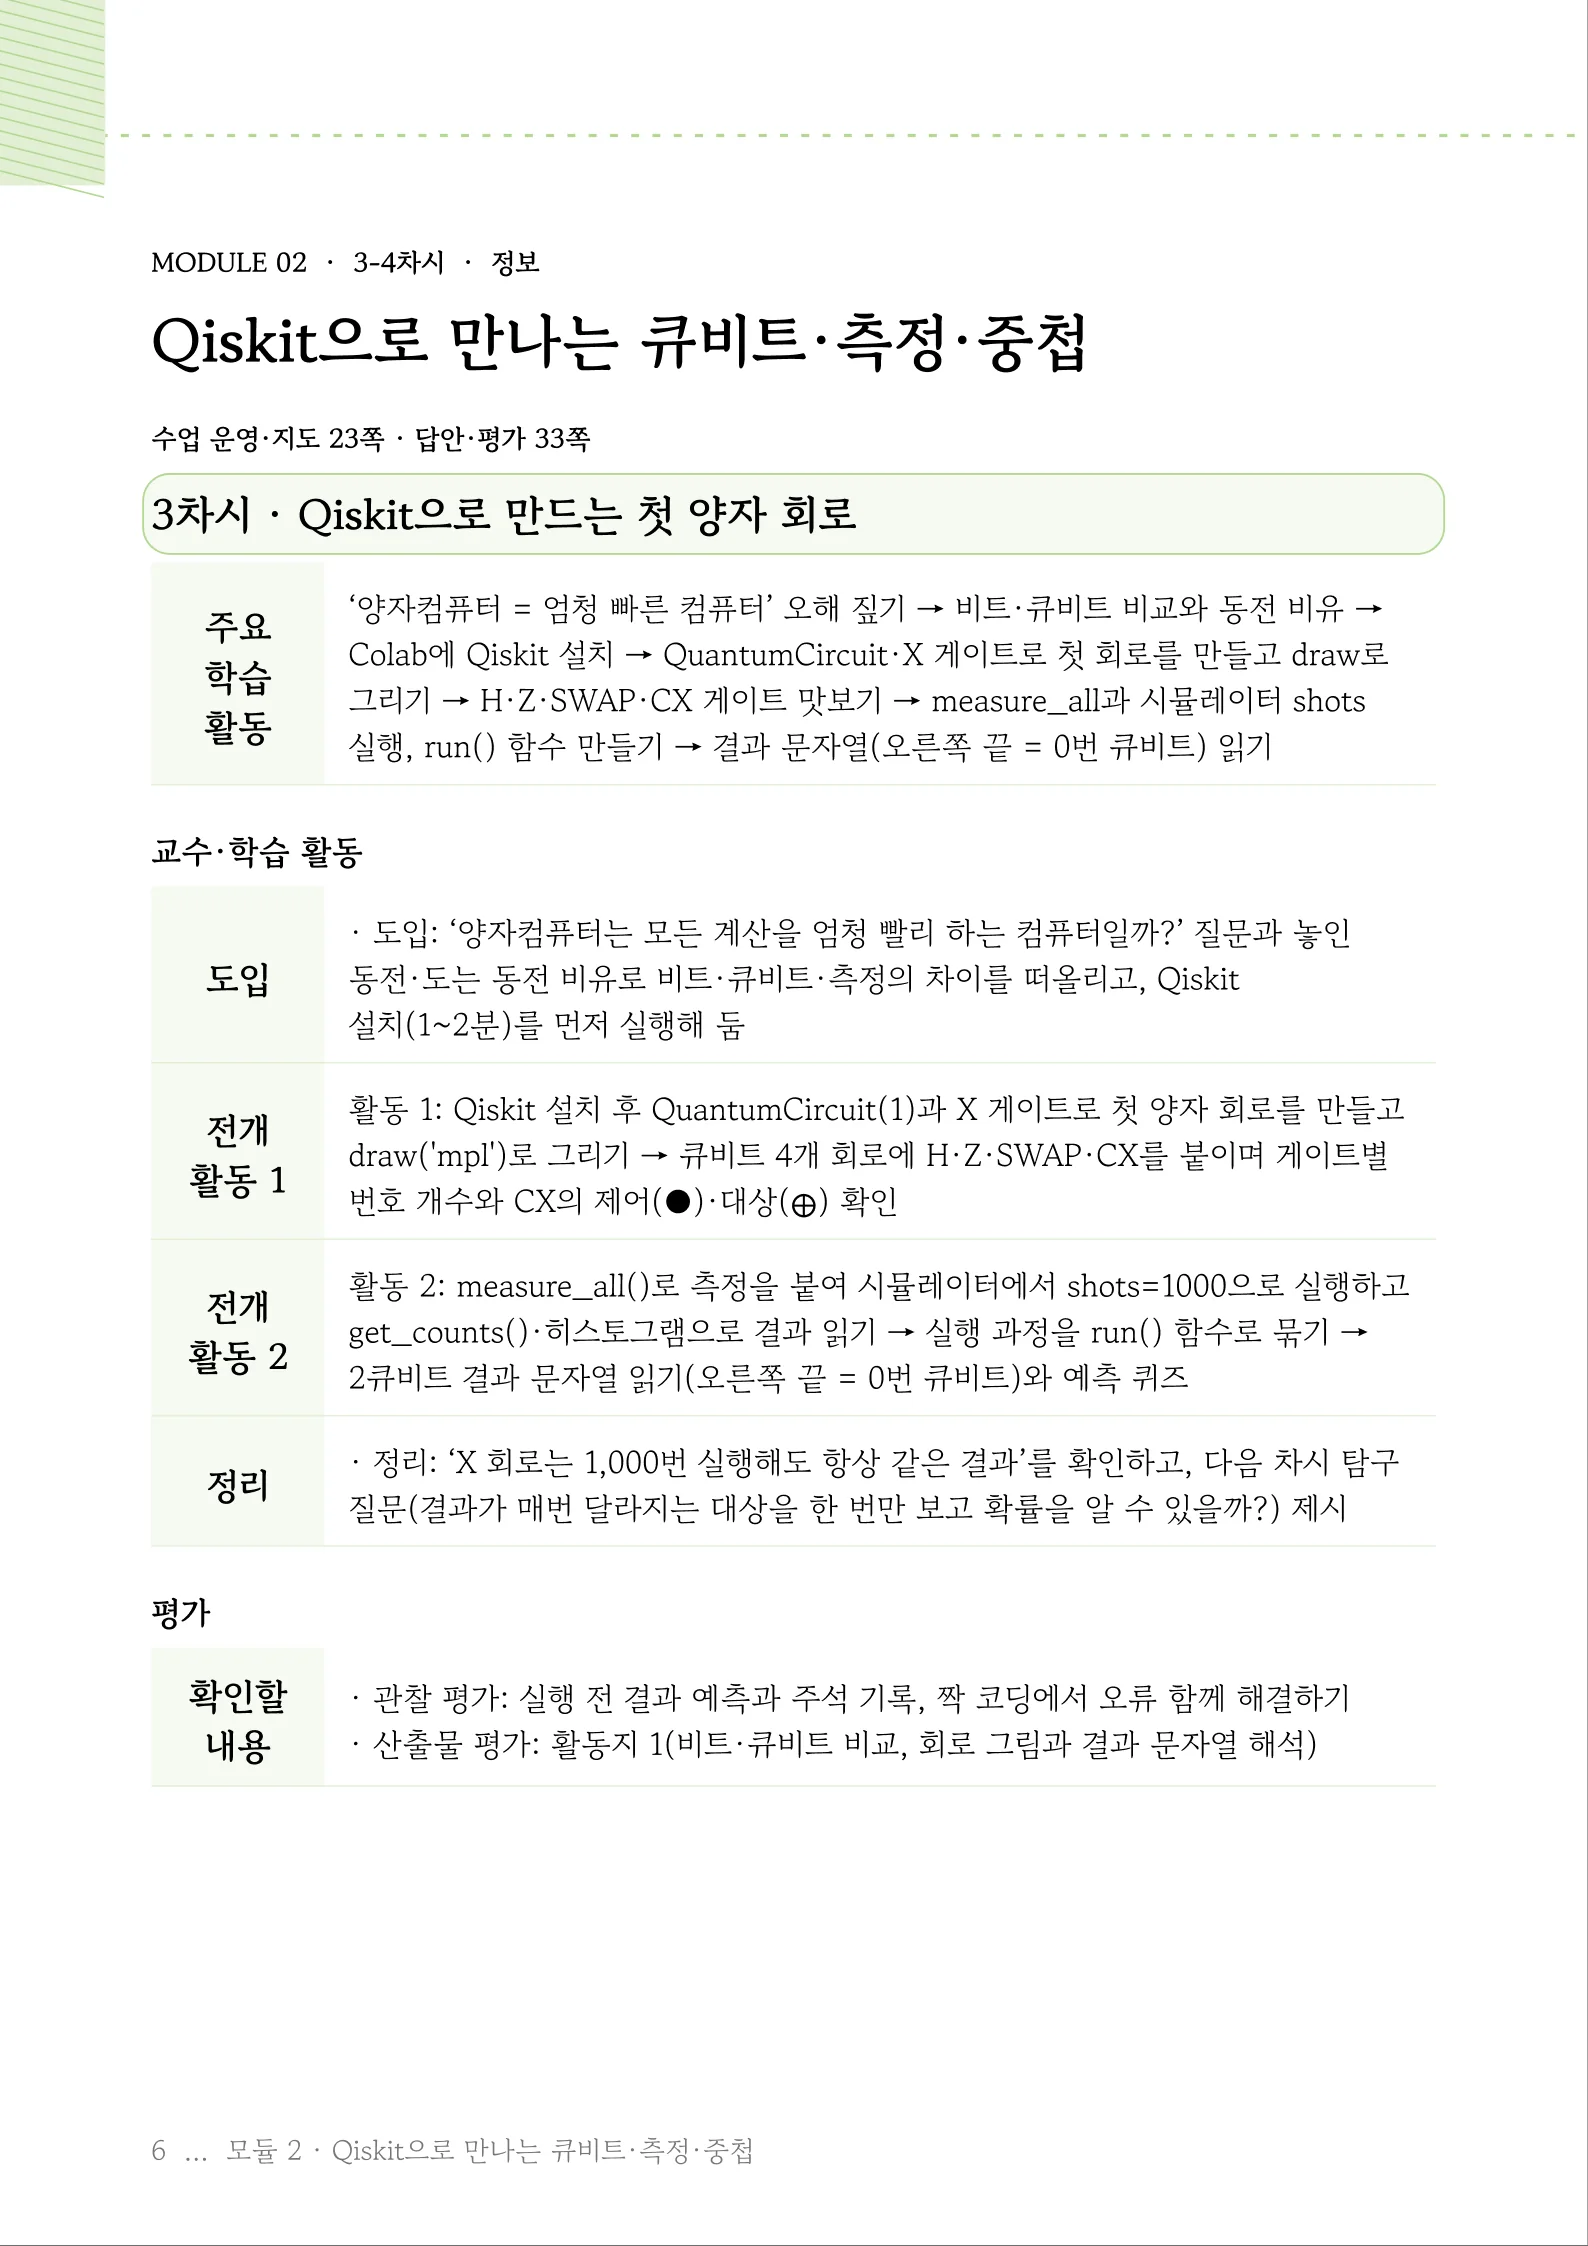 MODULE 02 · 3-4차시 · 정보
Qiskit으로 만나는 큐비트·측정·중첩
수업 운영·지도 23쪽 · 답안·평가 33쪽
3차시 · Qiskit으로 만드는 첫 양자 회로
주요
학습
활동
‘양자컴퓨터 = 엄청 빠른 컴퓨터’ 오해 짚기 → 비트·큐비트 비교와 동전 비유 →
Colab에 Qiskit 설치 → QuantumCircuit·X 게이트로 첫 회로를 만들고 draw로
그리기 → H·Z·SWAP·CX 게이트 맛보기 → measure_all과 시뮬레이터 shots
실행, run() 함수 만들기 → 결과 문자열(오른쪽 끝 = 0번 큐비트) 읽기
교수·학습 활동
도입
· 도입: ‘양자컴퓨터는 모든 계산을 엄청 빨리 하는 컴퓨터일까?’ 질문과 놓인
동전·도는 동전 비유로 비트·큐비트·측정의 차이를 떠올리고, Qiskit
설치(1~2분)를 먼저 실행해 둠
전개
활동 1
활동 1: Qiskit 설치 후 QuantumCircuit(1)과 X 게이트로 첫 양자 회로를 만들고
draw('mpl')로 그리기 → 큐비트 4개 회로에 H·Z·SWAP·CX를 붙이며 게이트별
번호 개수와 CX의 제어(●)·대상(⊕) 확인
전개
활동 2
활동 2: measure_all()로 측정을 붙여 시뮬레이터에서 shots=1000으로 실행하고
get_counts()·히스토그램으로 결과 읽기 → 실행 과정을 run() 함수로 묶기 →
2큐비트 결과 문자열 읽기(오른쪽 끝 = 0번 큐비트)와 예측 퀴즈
정리
· 정리: ‘X 회로는 1,000번 실행해도 항상 같은 결과’를 확인하고, 다음 차시 탐구
질문(결과가 매번 달라지는 대상을 한 번만 보고 확률을 알 수 있을까?) 제시
평가
확인할
내용
· 관찰 평가: 실행 전 결과 예측과 주석 기록, 짝 코딩에서 오류 함께 해결하기
· 산출물 평가: 활동지 1(비트·큐비트 비교, 회로 그림과 결과 문자열 해석)
6 … 모듈 2 · Qiskit으로 만나는 큐비트·측정·중첩